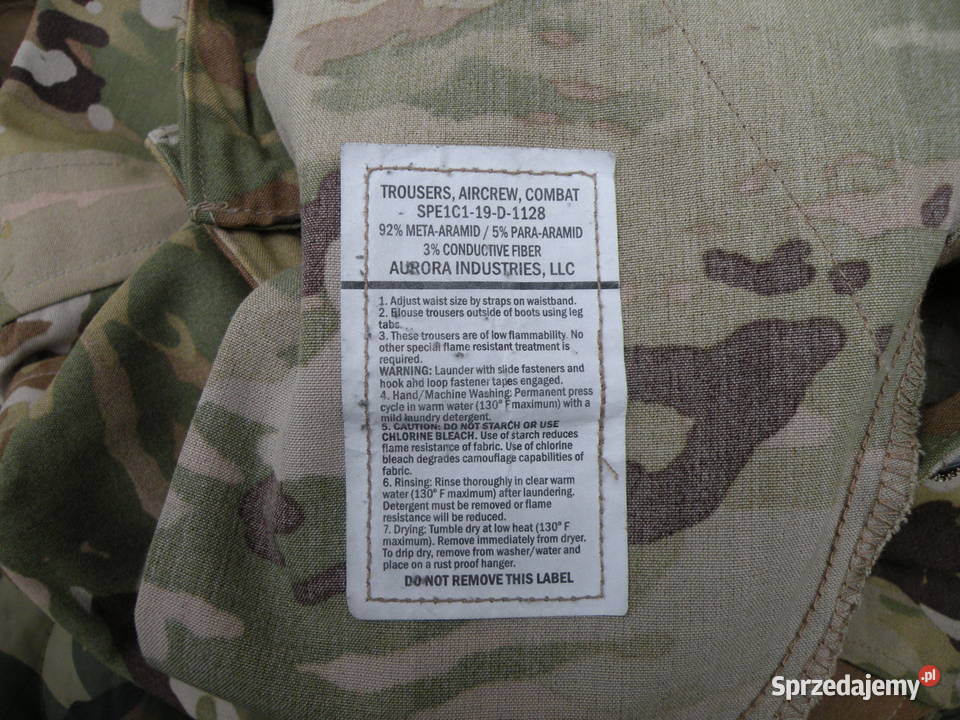 TROUSERS, AIRCREW, COMBAT
SPE1C1-19-D-1128
92% META-ARAMID / 5% PARA-ARAMID
3% CONDUCTIVE FIBER
AURORA INDUSTRIES, LLC
1. Adjust waist size by straps on waistband.
2. Blouse trousers outside of boots using leg
tabs.
3. These trousers are of low flammability. No
other special flame resistant treatment is
required.
WARNING: Launder with slide fasteners and
hook and loop fastener tapes engaged.
4. Hand/Machine Washing: Permanent press
cycle in warm water (130° F maximum) with a
mild laundry detergent.
5. CAUTION: DO NOT STARCH OR USE
CHLORINE BLEACH. Use of starch reduces
flame resistance of fabric. Use of chlorine
bleach degrades camouflage capabilities of
fabric.
6. Rinsing: Rinse thoroughly in clear warm
water (130° F maximum) after laundering.
Detergent must be removed or flame
resistance will be reduced.
7. Drying: Tumble dry at low heat (130° F
maximum). Remove immediately from dryer.
To drip dry, remove from washer/water and
place on a rust proof hanger.
DO NOT REMOVE THIS LABEL
Sprzedajemy.pl